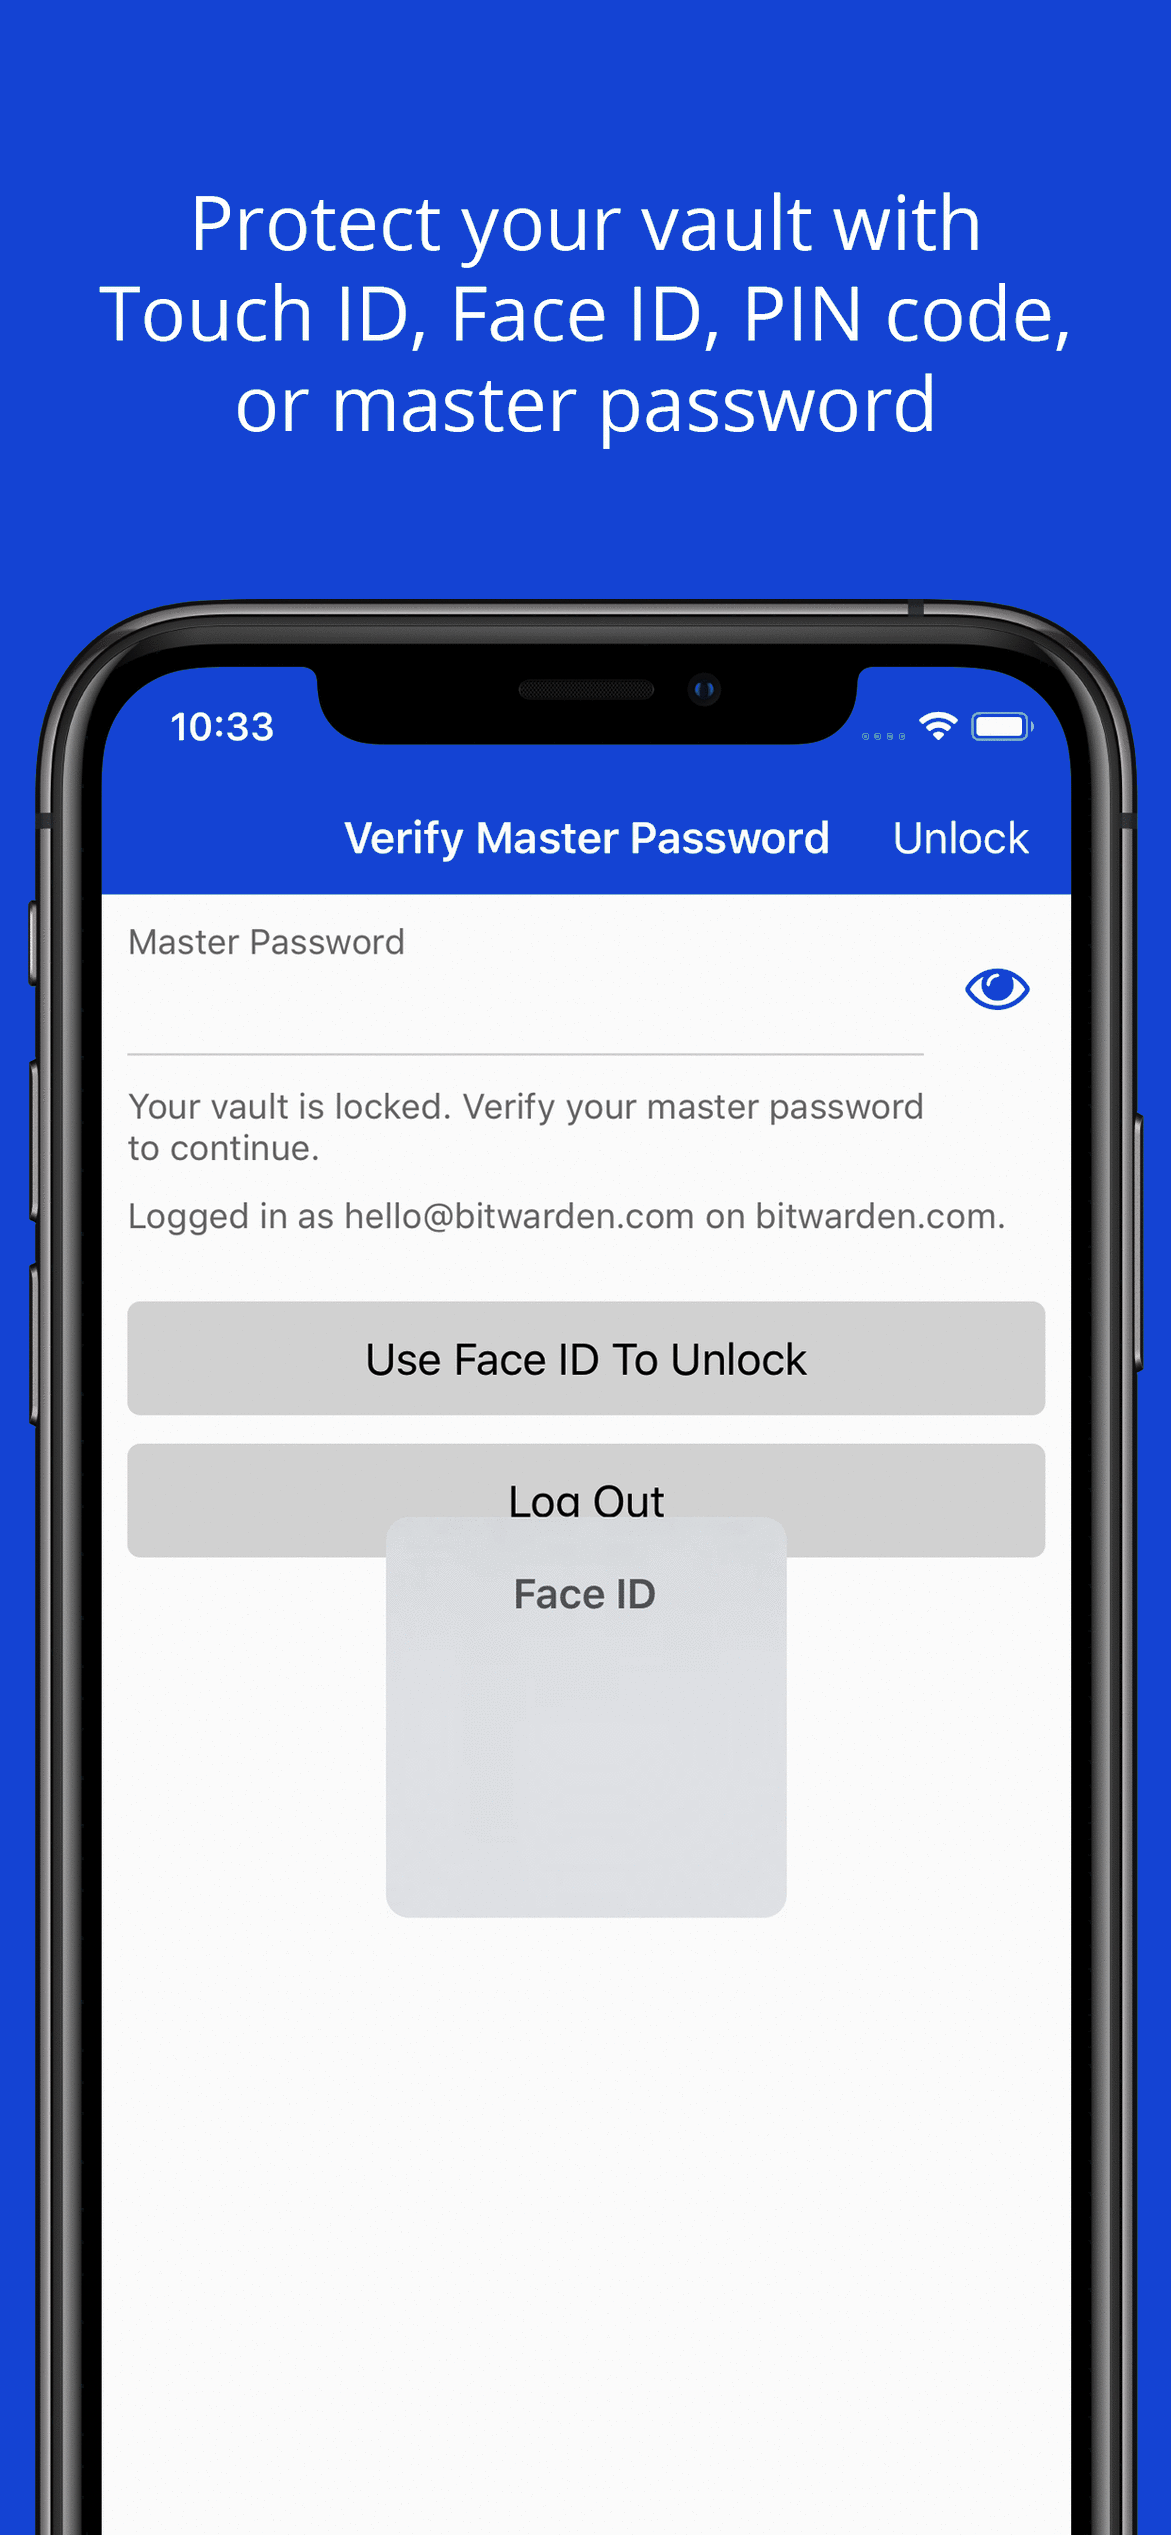 Protect your vault with
Touch ID, Face ID, PIN code,
or master password
10:33
Verify Master Password Unlock
Master Password
Your vault is locked. Verify your master password
to continue.
Logged in as hello@bitwarden.com on bitwarden.com.
Use Face ID To Unlock
Log Out
Face ID